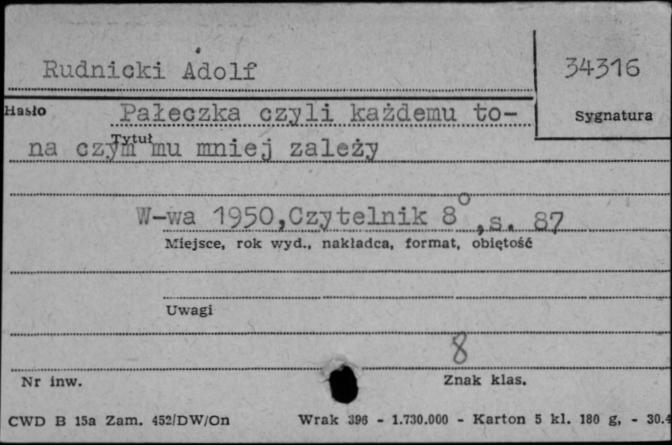 Rudnicki Adolf
34316
Hasło
Sygnatura
Pałeczka czyli każdemu to-
Tytuł
na czym mu mniej zależy
W-wa 1950,Czytelnik 8°,s. 87
Miejsce, rok wyd., nakładca, format, objętość
Uwagi
8
Nr inw.
Znak klas.
CWD B 15a Zam. 452/DW/On
Wrak 396 - 1.730.000 - Karton 5 kl. 180 g, - 30.4